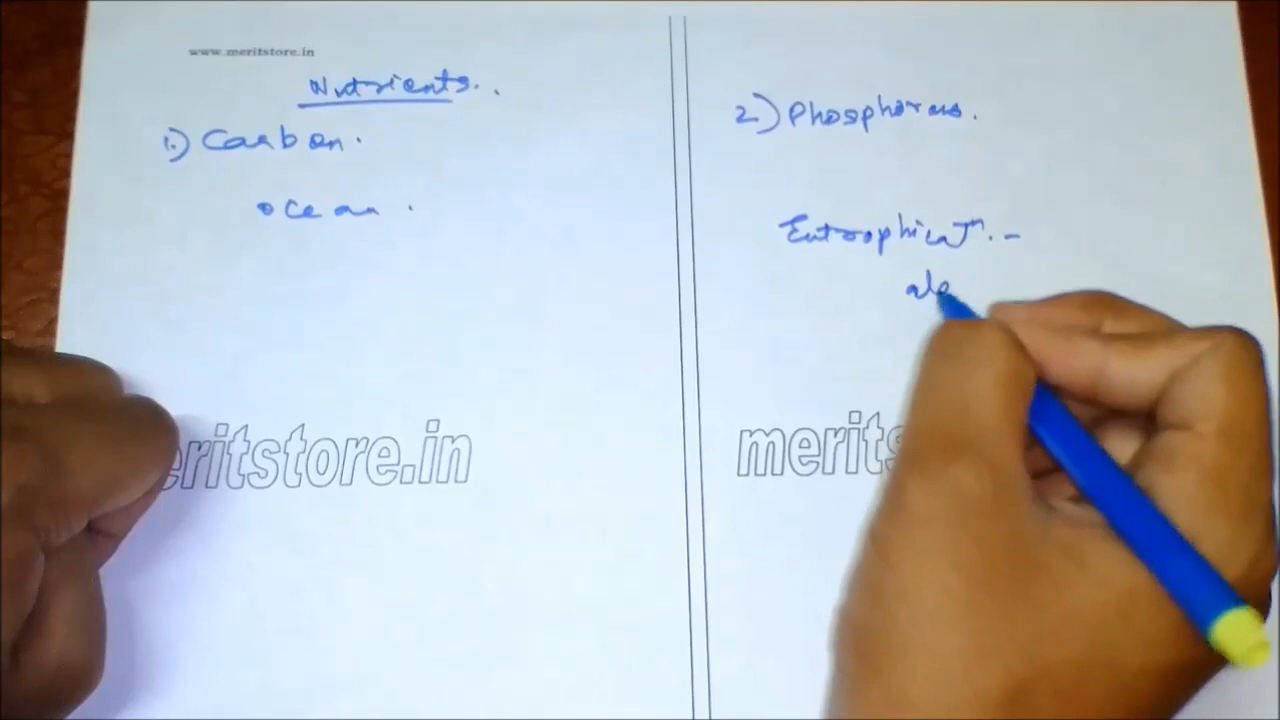 www.meritstore.in
Nutrients..
1.) Carbon.
Ocean.
eritstore.in
2.) Phosphorus.
Eutrophicatn. -
merits